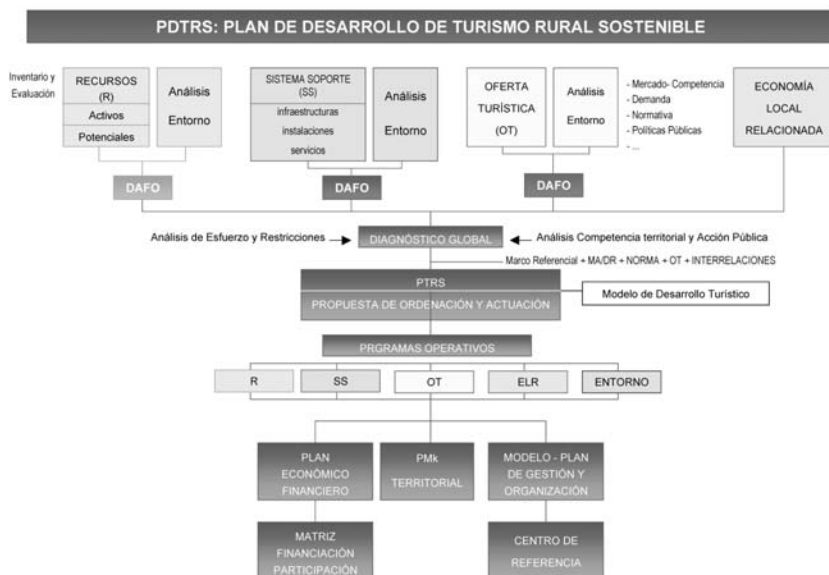 PDTRS: PLAN DE DESARROLLO DE TURISMO RURAL SOSTENIBLE
Inventario y
Evaluación
RECURSOS
(R)
Activos
Potenciales
Análisis
Entorno
SISTEMA SOPORTE
(SS)
infraestructuras
instalaciones
servicios
Análisis
Entorno
OFERTA
TURÍSTICA
(OT)
Análisis
Entorno
- Mercado- Competencia
- Demanda
- Normativa
- Políticas Públicas
- ...
ECONOMÍA
LOCAL
RELACIONADA
DAFO
DAFO
DAFO
Análisis de Esfuerzo y Restricciones
DIAGNÓSTICO GLOBAL
Análisis Competencia territorial y Acción Pública
Marco Referencial + MA/DR + NORMA + OT + INTERRELACIONES
PTRS
PROPUESTA DE ORDENACIÓN Y ACTUACIÓN
Modelo de Desarrollo Turístico
PRGRAMAS OPERATIVOS
R
SS
OT
ELR
ENTORNO
PLAN
ECONÓMICO
FINANCIERO
PMk
TERRITORIAL
MODELO - PLAN
DE GESTIÓN Y
ORGANIZACIÓN
MATRIZ
FINANCIACIÓN
PARTICIPACIÓN
CENTRO DE
REFERENCIA